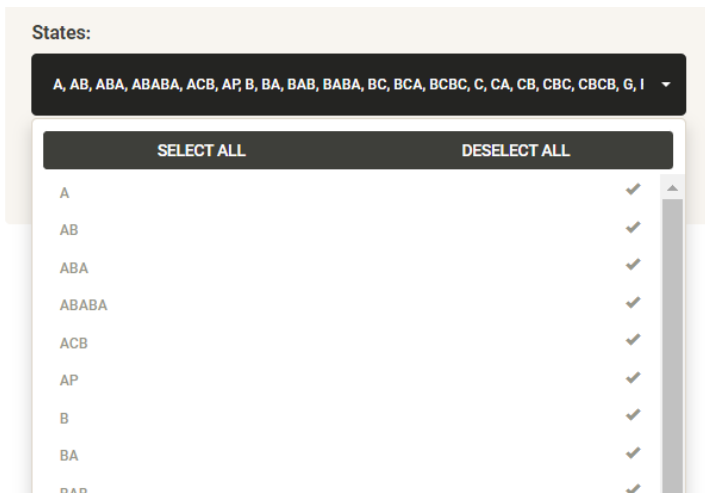 States:
A, AB, ABA, ABABA, ACB, AP, B, BA, BAB, BABA, BC, BCA, BCBC, C, CA, CB, CBC, CBCB, G, I
SELECT ALL DESELECT ALL
A
AB
ABA
ABABA
ACB
AP
B
BA
BAB